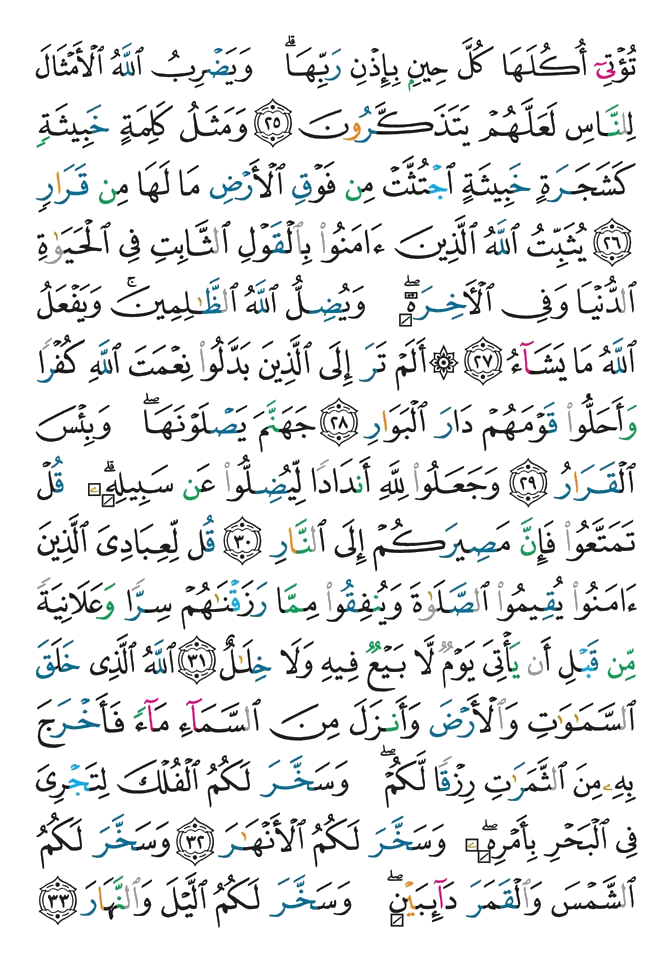 تُؤْتِىٓ أُكُلَهَا كُلَّ حِينٍۭ بِإِذْنِ رَبِّهَا ۗ وَيَضْرِبُ ٱللَّهُ ٱلْأَمْثَالَ
لِلنَّاسِ لَعَلَّهُمْ يَتَذَكَّرُونَ ٢٥ وَمَثَلُ كَلِمَةٍ خَبِيثَةٍۢ
كَشَجَرَةٍ خَبِيثَةٍ ٱجْتُثَّتْ مِن فَوْقِ ٱلْأَرْضِ مَا لَهَا مِن قَرَارٍۢ
٢٦ يُثَبِّتُ ٱللَّهُ ٱلَّذِينَ ءَامَنُوا۟ بِٱلْقَوْلِ ٱلثَّابِتِ فِى ٱلْحَيَوٰةِ
ٱلدُّنْيَا وَفِى ٱلْـَٔاخِرَةِ ۖ وَيُضِلُّ ٱللَّهُ ٱلظَّـٰلِمِينَ ۚ وَيَفْعَلُ
ٱللَّهُ مَا يَشَآءُ ٢٧ ۞ أَلَمْ تَرَ إِلَى ٱلَّذِينَ بَدَّلُوا۟ نِعْمَتَ ٱللَّهِ كُفْرًۭا
وَأَحَلُّوا۟ قَوْمَهُمْ دَارَ ٱلْبَوَارِ ٢٨ جَهَنَّمَ يَصْلَوْنَهَا ۖ وَبِئْسَ
ٱلْقَرَارُ ٢٩ وَجَعَلُوا۟ لِلَّهِ أَندَادًۭا لِّيُضِلُّوا۟ عَن سَبِيلِهِۦ ۗ قُلْ
تَمَتَّعُوا۟ فَإِنَّ مَصِيرَكُمْ إِلَى ٱلنَّارِ ٣٠ قُل لِّعِبَادِىَ ٱلَّذِينَ
ءَامَنُوا۟ يُقِيمُوا۟ ٱلصَّلَوٰةَ وَيُنفِقُوا۟ مِمَّا رَزَقْنَـٰهُمْ سِرًّۭا وَعَلَانِيَةًۭ
مِّن قَبْلِ أَن يَأْتِىَ يَوْمٌۭ لَّا بَيْعٌۭ فِيهِ وَلَا خِلَـٰلٌ ٣١ ٱللَّهُ ٱلَّذِى خَلَقَ
ٱلسَّمَـٰوَٰتِ وَٱلْأَرْضَ وَأَنزَلَ مِنَ ٱلسَّمَآءِ مَآءًۭ فَأَخْرَجَ
بِهِۦ مِنَ ٱلثَّمَرَٰتِ رِزْقًۭا لَّكُمْ ۖ وَسَخَّرَ لَكُمُ ٱلْفُلْكَ لِتَجْرِىَ
فِى ٱلْبَحْرِ بِأَمْرِهِۦ ۖ وَسَخَّرَ لَكُمُ ٱلْأَنْهَـٰرَ ٣٢ وَسَخَّرَ لَكُمُ
ٱلشَّمْسَ وَٱلْقَمَرَ دَآئِبَيْنِ ۖ وَسَخَّرَ لَكُمُ ٱلَّيْلَ وَٱلنَّهَارَ ٣٣